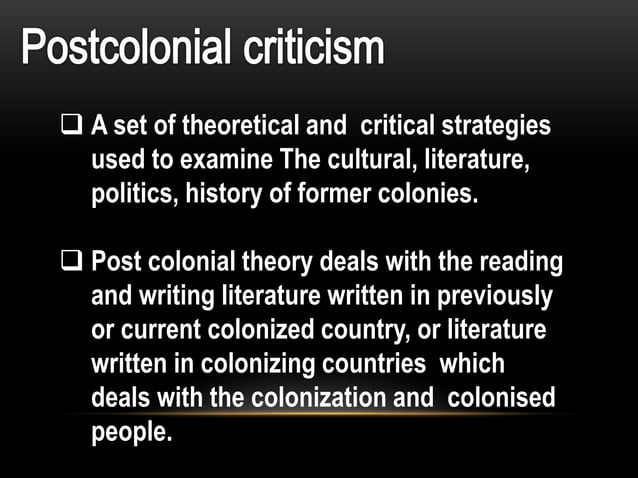 Postcolonial criticism
❑ A set of theoretical and critical strategies
used to examine The cultural, literature,
politics, history of former colonies.
❑ Post colonial theory deals with the reading
and writing literature written in previously
or current colonized country, or literature
written in colonizing countries which
deals with the colonization and colonised
people.